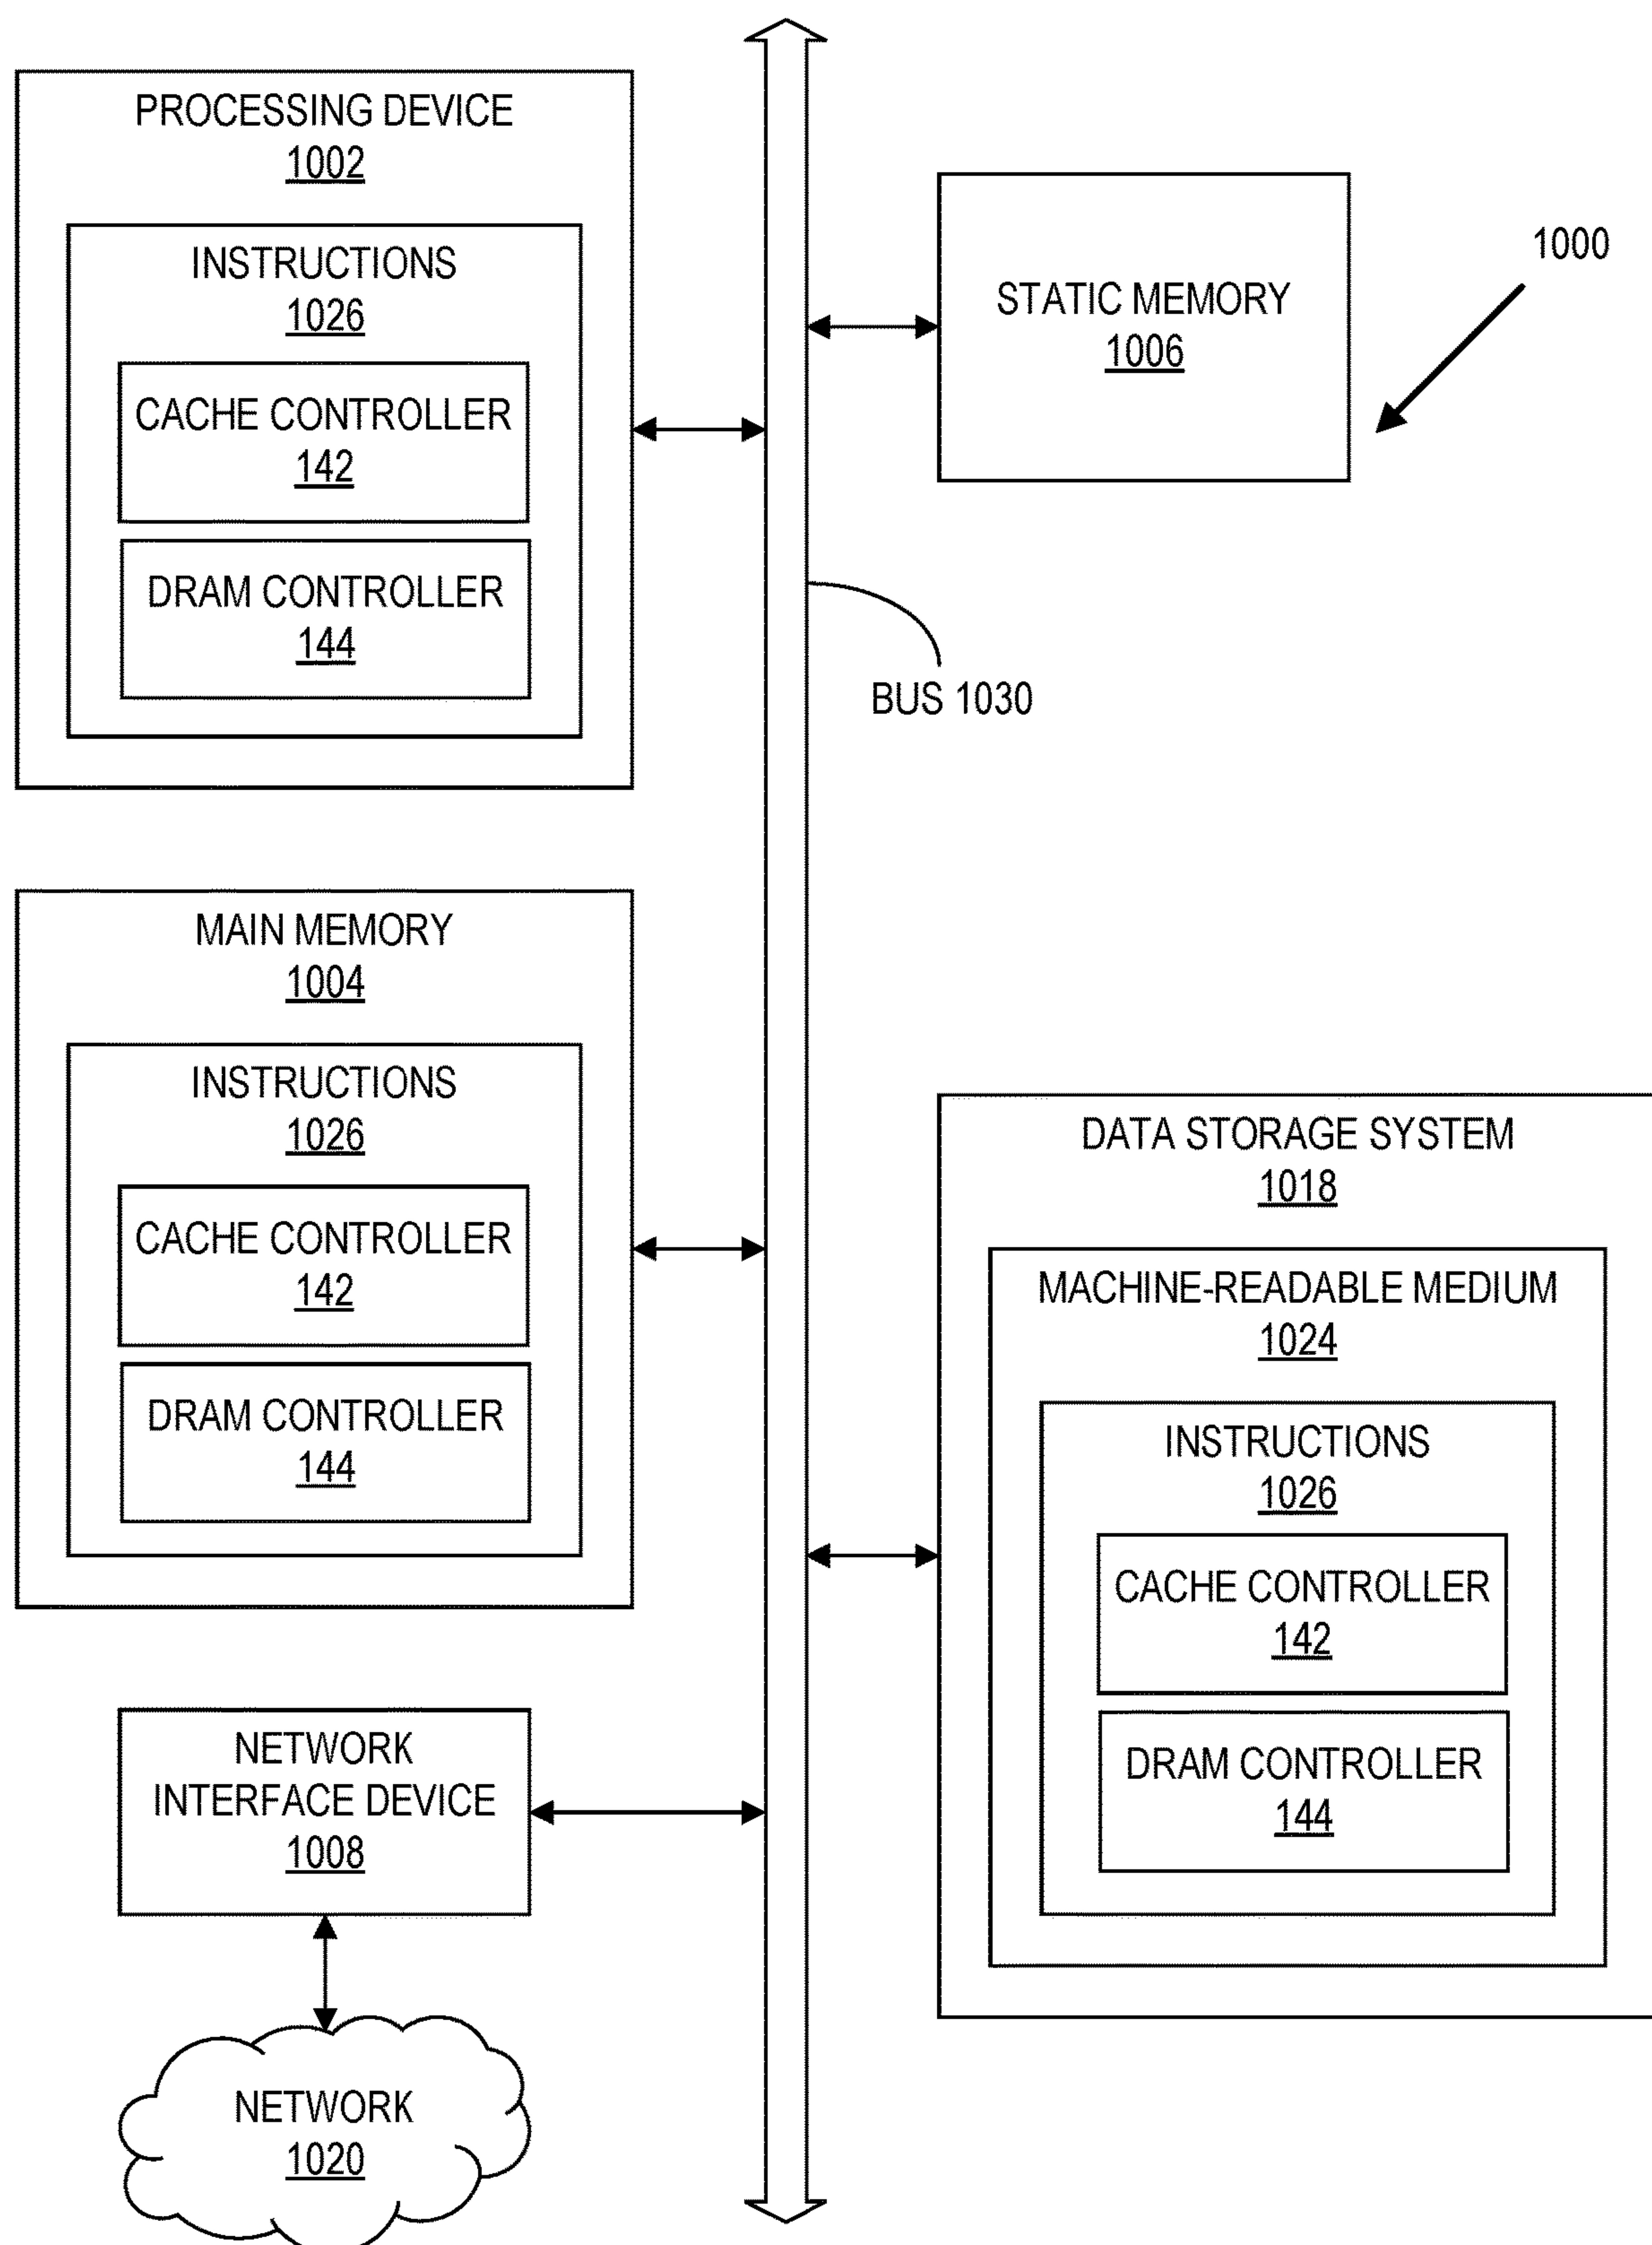 PROCESSING DEVICE
1002
INSTRUCTIONS
1026
CACHE CONTROLLER
142
DRAM CONTROLLER
144
STATIC MEMORY
1006
1000
BUS 1030
MAIN MEMORY
1004
INSTRUCTIONS
1026
CACHE CONTROLLER
142
DRAM CONTROLLER
144
DATA STORAGE SYSTEM
1018
MACHINE-READABLE MEDIUM
1024
INSTRUCTIONS
1026
CACHE CONTROLLER
142
DRAM CONTROLLER
144
NETWORK
INTERFACE DEVICE
1008
NETWORK
1020